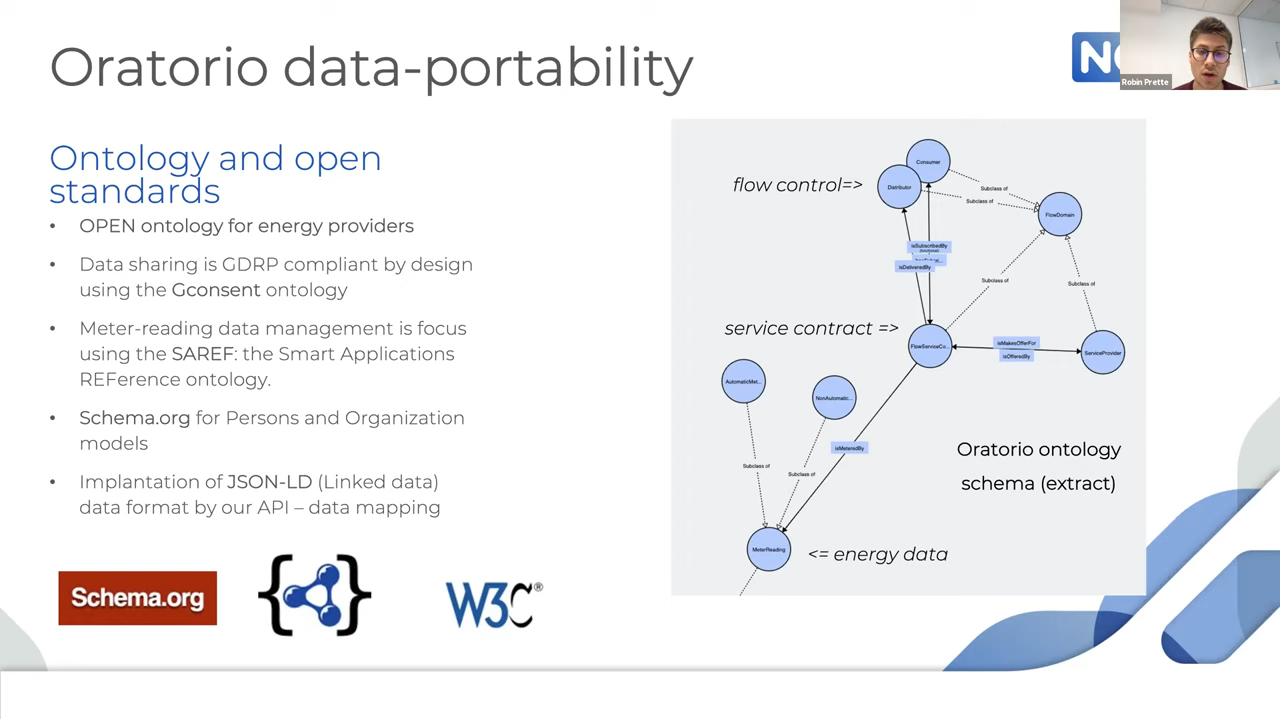 Oratorio data-portability
Robin Prette
Ontology and open
standards
• OPEN ontology for energy providers
• Data sharing is GDRP compliant by design
using the Gconsent ontology
• Meter-reading data management is focus
using the SAREF: the Smart Applications
REFerence ontology.
• Schema.org for Persons and Organization
models
• Implantation of JSON-LD (Linked data)
data format by our API – data mapping
Schema.org
W3C®
flow control=>
Consumer
Distributor
Subclass of
Subclass of
FlowDomain
isSubscribedBy
isDeliveredBy
Subclass of
Subclass of
service contract =>
FlowServiceCo...
isMakesOfferFor
isOfferedBy
ServiceProvider
AutomaticMet...
NonAutomatic...
isMeteredBy
Subclass of
Subclass of
Oratorio ontology
schema (extract)
MeterReading
<= energy data